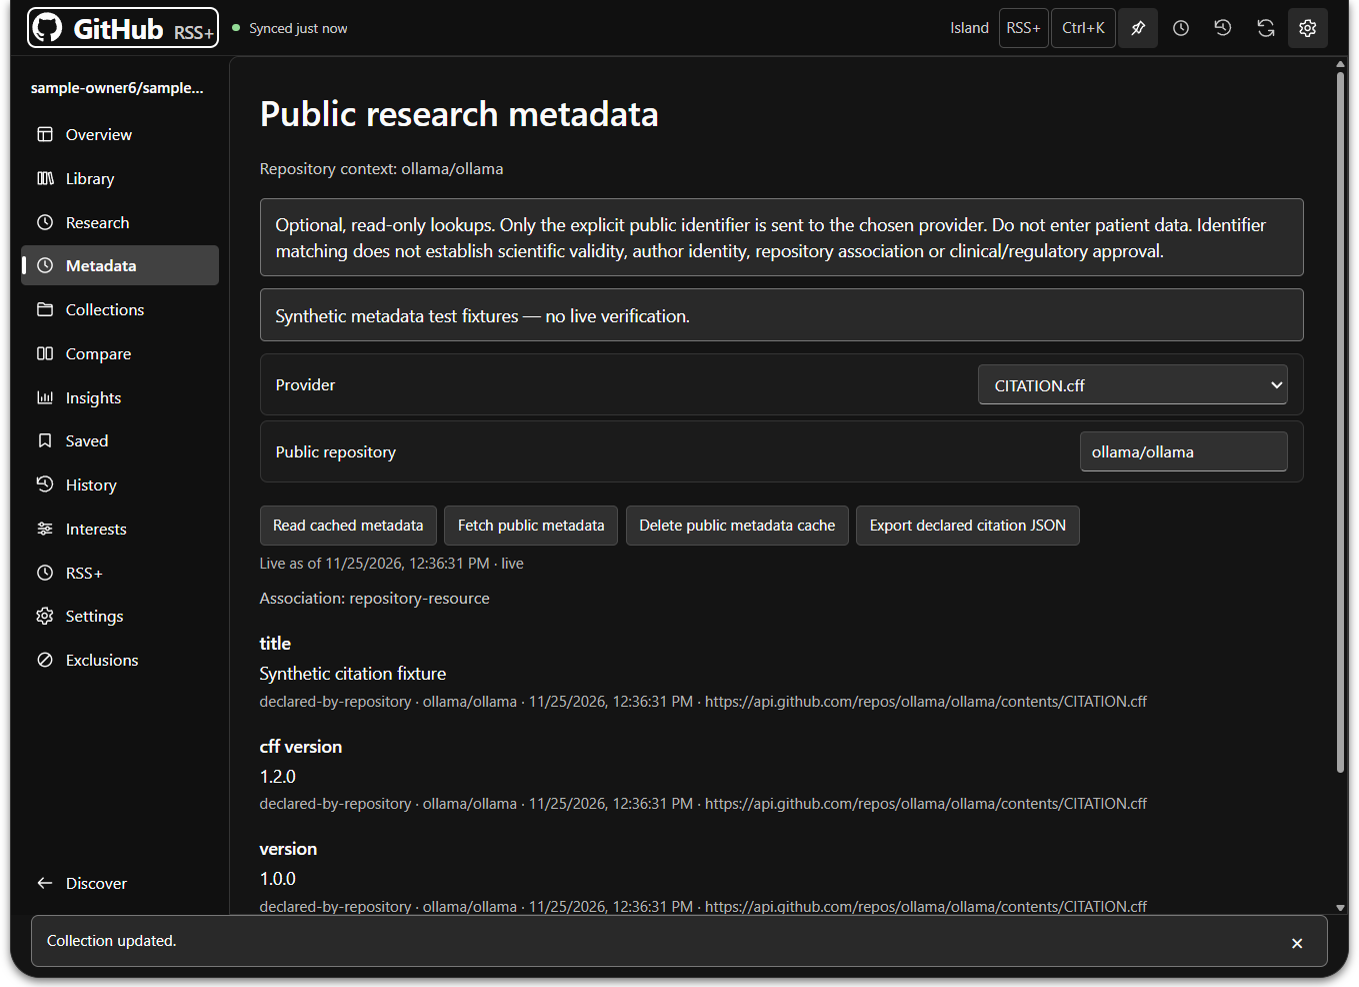 GitHub RSS+
Synced just now
Island
RSS+
Ctrl+K
sample-owner6/sample...
Overview
Library
Research
Metadata
Collections
Compare
Insights
Saved
History
Interests
RSS+
Settings
Exclusions
Discover
Public research metadata
Repository context: ollama/ollama
Optional, read-only lookups. Only the explicit public identifier is sent to the chosen provider. Do not enter patient data. Identifier
matching does not establish scientific validity, author identity, repository association or clinical/regulatory approval.
Synthetic metadata test fixtures — no live verification.
Provider
CITATION.cff
Public repository
ollama/ollama
Read cached metadata
Fetch public metadata
Delete public metadata cache
Export declared citation JSON
Live as of 11/25/2026, 12:36:31 PM · live
Association: repository-resource
title
Synthetic citation fixture
declared-by-repository · ollama/ollama · 11/25/2026, 12:36:31 PM · https://api.github.com/repos/ollama/ollama/contents/CITATION.cff
cff version
1.2.0
declared-by-repository · ollama/ollama · 11/25/2026, 12:36:31 PM · https://api.github.com/repos/ollama/ollama/contents/CITATION.cff
version
1.0.0
declared-by-repository · ollama/ollama · 11/25/2026, 12:36:31 PM · https://api.github.com/repos/ollama/ollama/contents/CITATION.cff
Collection updated.